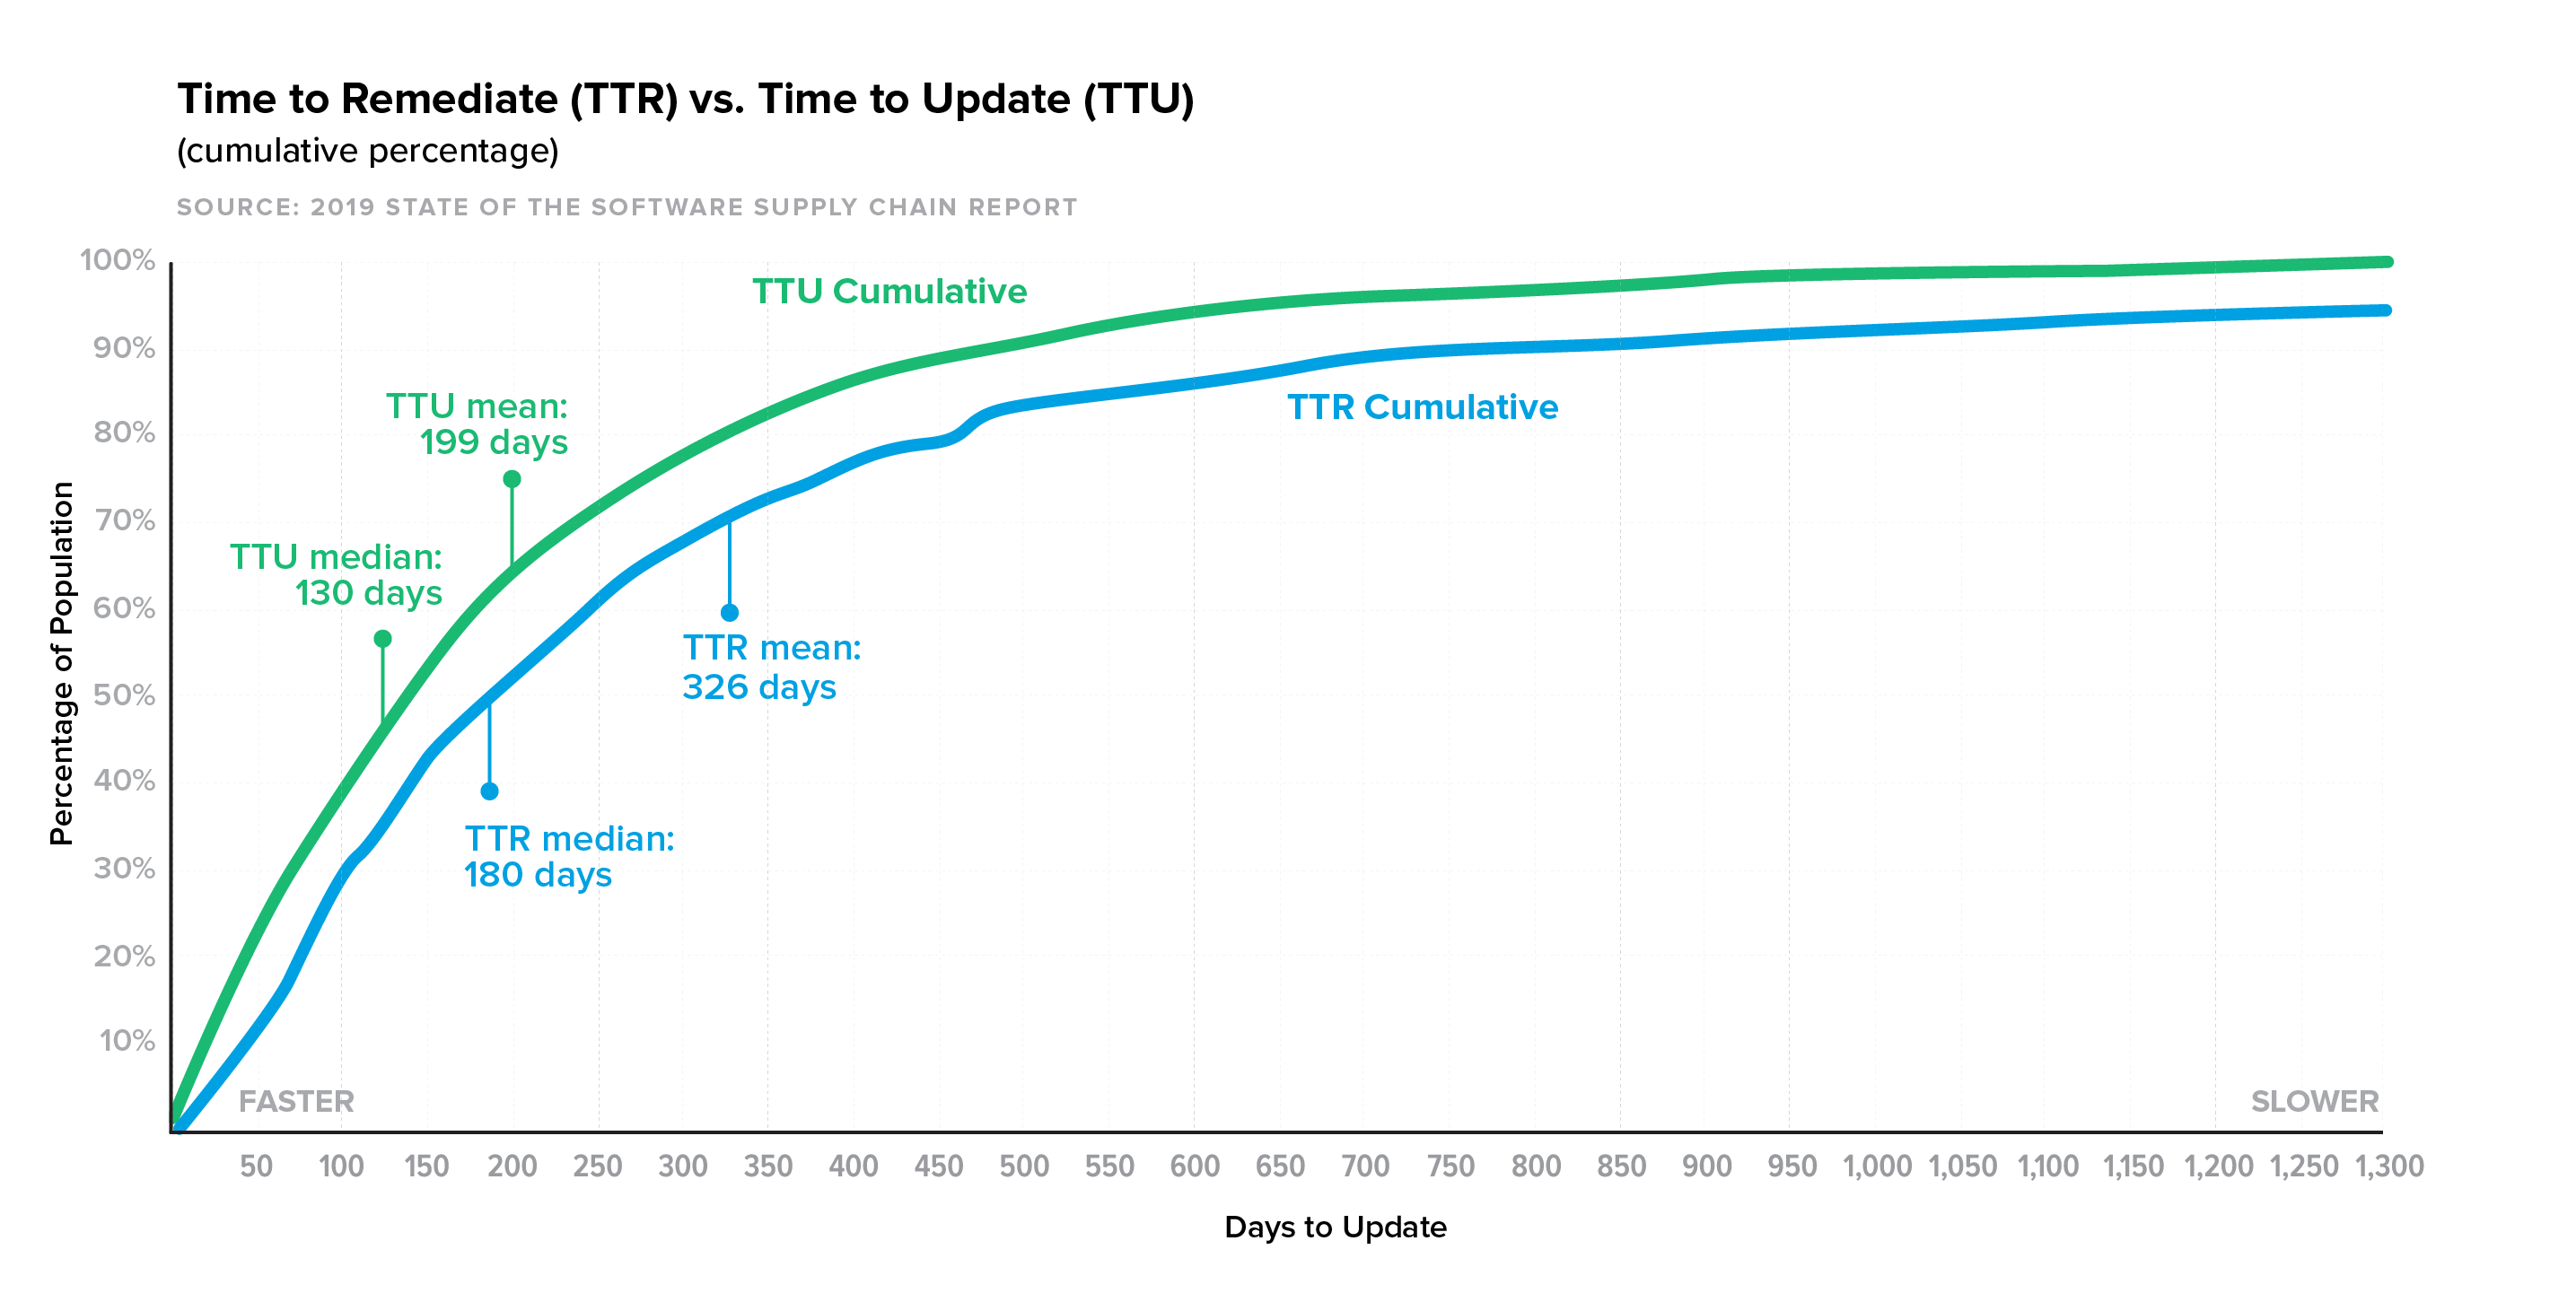 Time to Remediate (TTR) vs. Time to Update (TTU)
(cumulative percentage)
SOURCE: 2019 STATE OF THE SOFTWARE SUPPLY CHAIN REPORT
Percentage of Population
100%
90%
80%
70%
60%
50%
40%
30%
20%
10%
TTU Cumulative
TTR Cumulative
TTU mean:
199 days
TTU median:
130 days
TTR mean:
326 days
TTR median:
180 days
FASTER
SLOWER
50 100 150 200 250 300 350 400 450 500 550 600 650 700 750 800 850 900 950 1,000 1,050 1,100 1,150 1,200 1,250 1,300
Days to Update